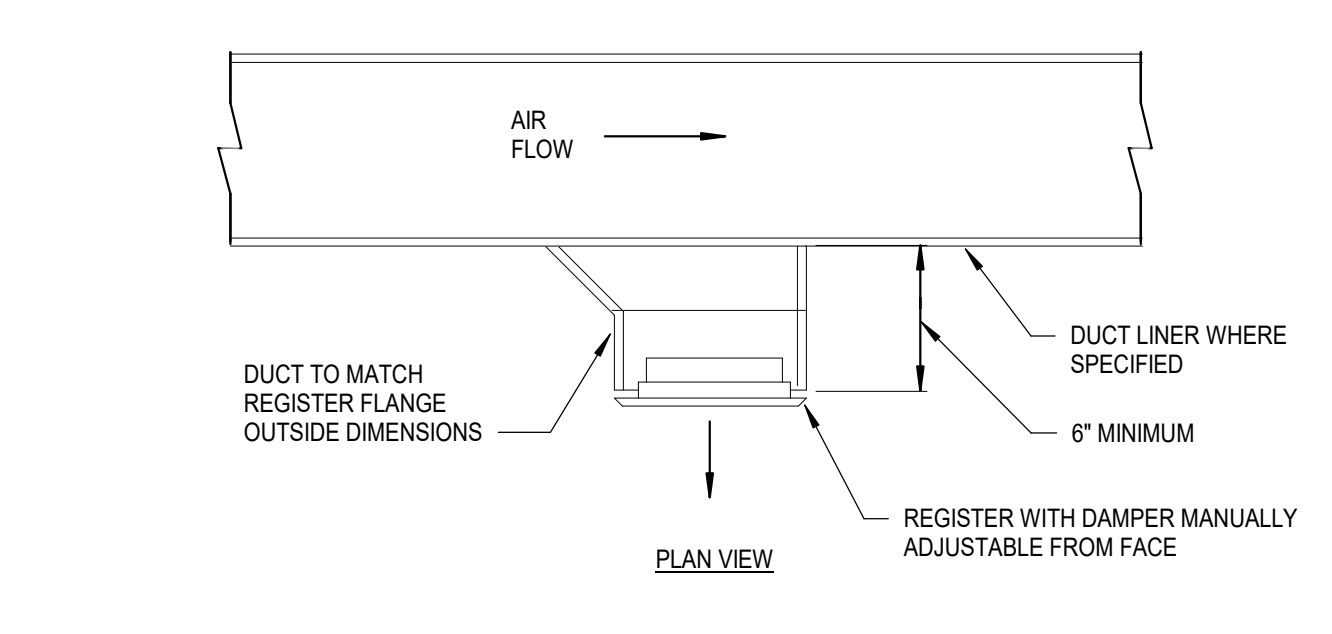 AIR
FLOW
DUCT LINER WHERE
SPECIFIED
DUCT TO MATCH
REGISTER FLANGE
OUTSIDE DIMENSIONS
6" MINIMUM
REGISTER WITH DAMPER MANUALLY
ADJUSTABLE FROM FACE
PLAN VIEW